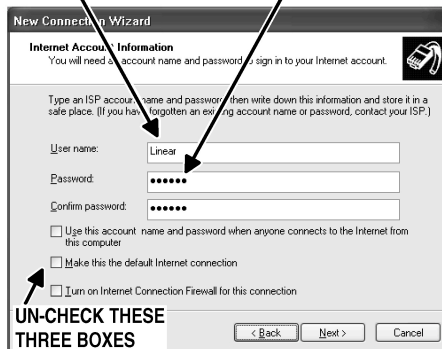 New Connection Wizard
Internet Account Information
You will need an account name and password to sign in to your Internet account.
Type an ISP account name and password, then write down this information and store it in a
safe place. (If you have forgotten an existing account name or password, contact your ISP.)
User name:
Linear
Password:
••••••
Confirm password:
••••••
Use this account name and password when anyone connects to the Internet from
this computer
Make this the default Internet connection
Turn on Internet Connection Firewall for this connection
UN-CHECK THESE
THREE BOXES
< Back
Next >
Cancel